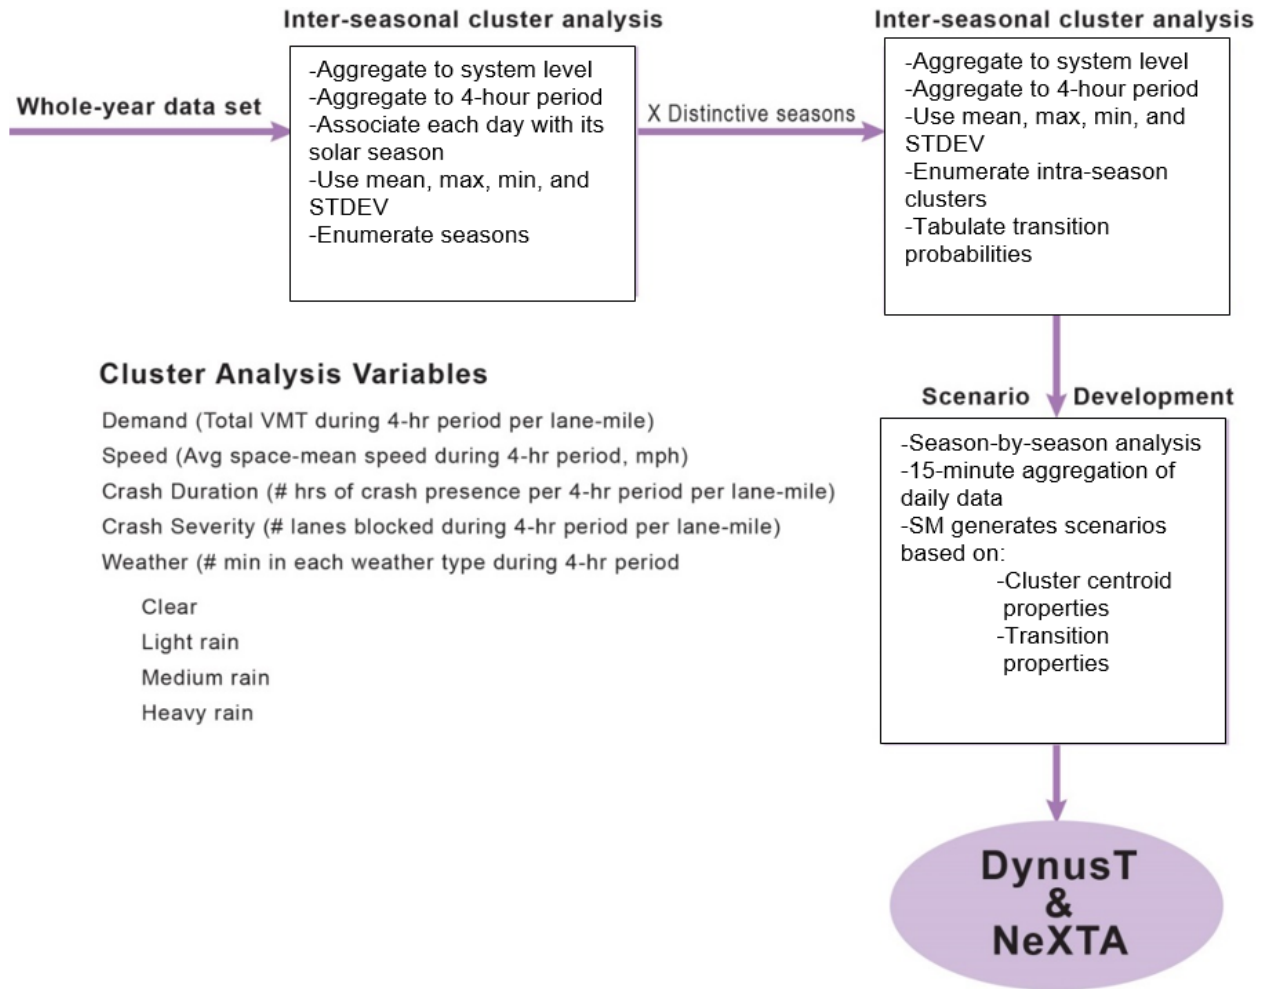 Inter-seasonal cluster analysis
Whole-year data set
-Aggregate to system level
-Aggregate to 4-hour period
-Associate each day with its
solar season
-Use mean, max, min, and
STDEV
-Enumerate seasons
X Distinctive seasons
Inter-seasonal cluster analysis
-Aggregate to system level
-Aggregate to 4-hour period
-Use mean, max, min, and
STDEV
-Enumerate intra-season
clusters
-Tabulate transition
probabilities
Cluster Analysis Variables
Demand (Total VMT during 4-hr period per lane-mile)
Speed (Avg space-mean speed during 4-hr period, mph)
Crash Duration (# hrs of crash presence per 4-hr period per lane-mile)
Crash Severity (# lanes blocked during 4-hr period per lane-mile)
Weather (# min in each weather type during 4-hr period
Clear
Light rain
Medium rain
Heavy rain
Scenario Development
-Season-by-season analysis
-15-minute aggregation of
daily data
-SM generates scenarios
based on:
-Cluster centroid
properties
-Transition
properties
DynusT
&
NeXTA